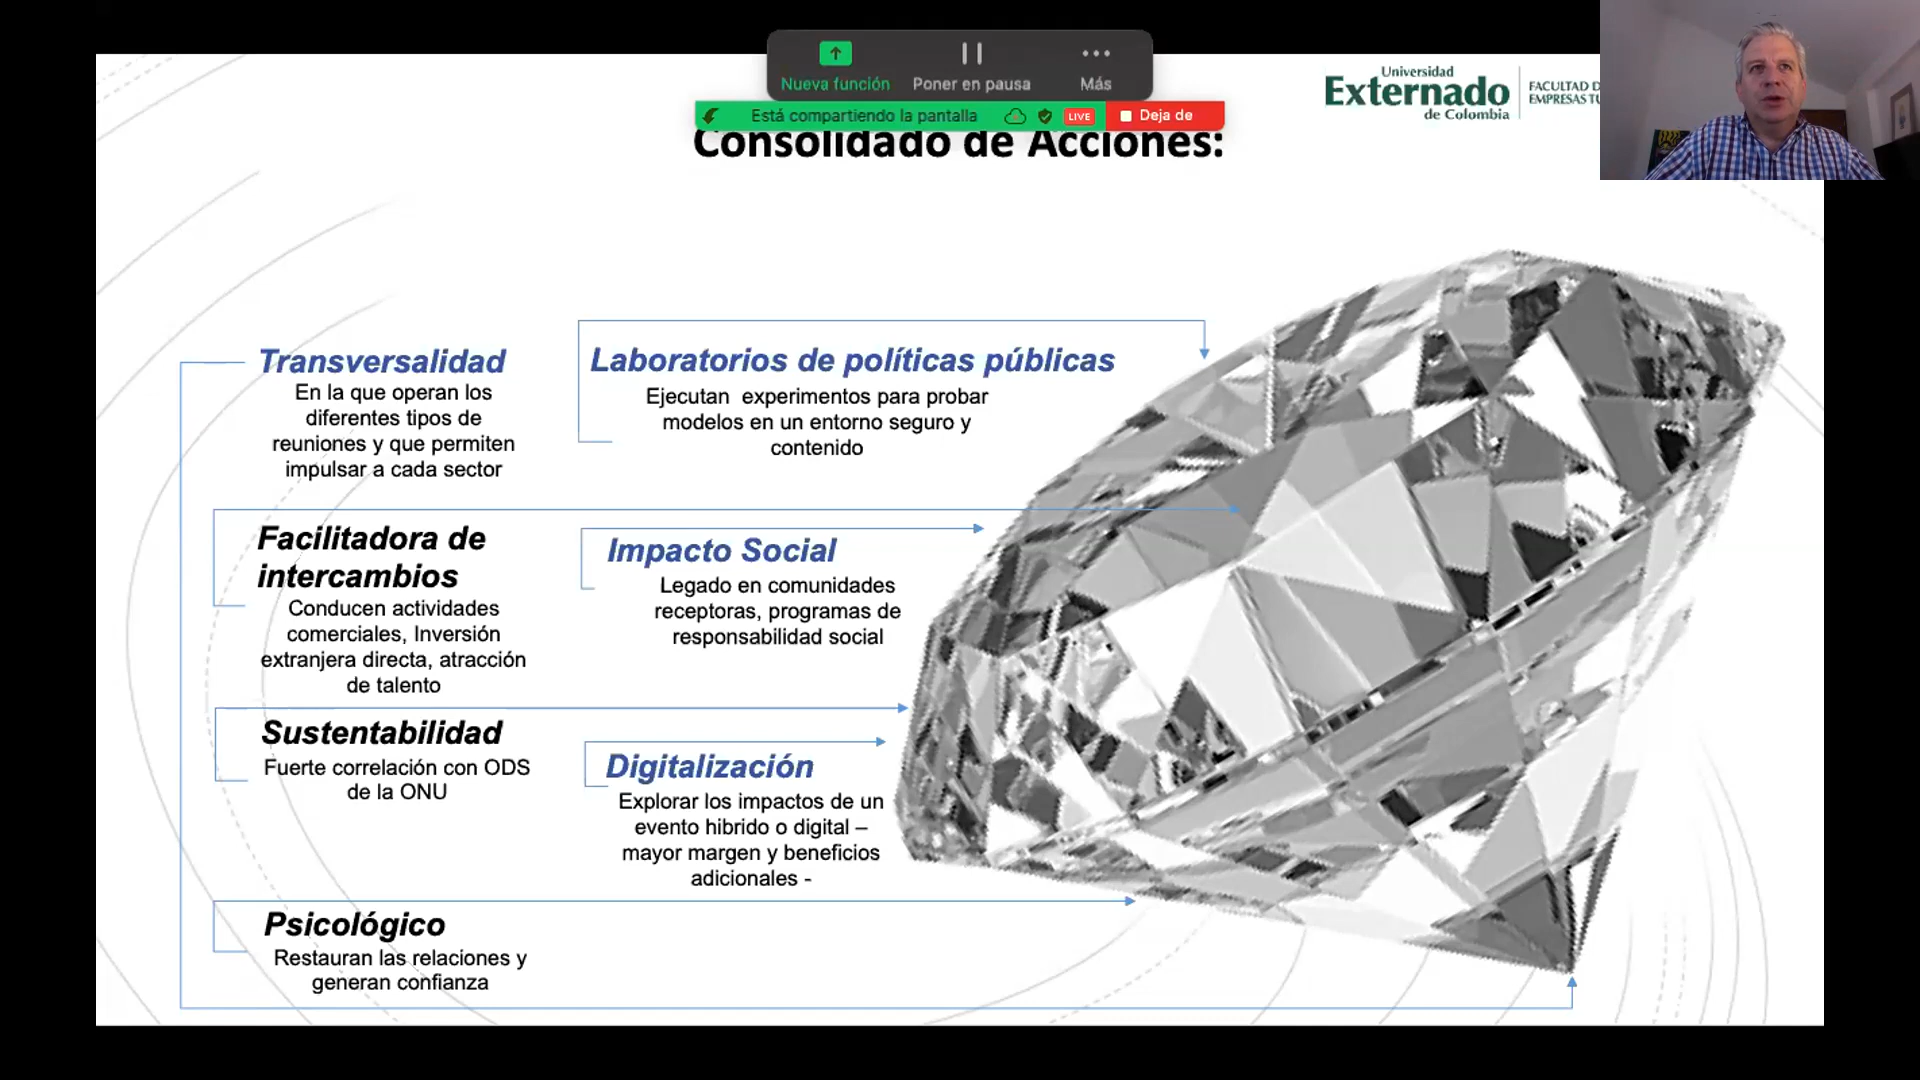 Nueva función
Poner en pausa
Más
Está compartiendo la pantalla
LIVE
Deja de
Universidad
Externado
de Colombia
FACULTAD D
EMPRESAS TU
Consolidado de Acciones:
Transversalidad
En la que operan los
diferentes tipos de
reuniones y que permiten
impulsar a cada sector
Laboratorios de políticas públicas
Ejecutan experimentos para probar
modelos en un entorno seguro y
contenido
Facilitadora de
intercambios
Conducen actividades
comerciales, Inversión
extranjera directa, atracción
de talento
Impacto Social
Legado en comunidades
receptoras, programas de
responsabilidad social
Sustentabilidad
Fuerte correlación con ODS
de la ONU
Digitalización
Explorar los impactos de un
evento hibrido o digital –
mayor margen y beneficios
adicionales -
Psicológico
Restauran las relaciones y
generan confianza